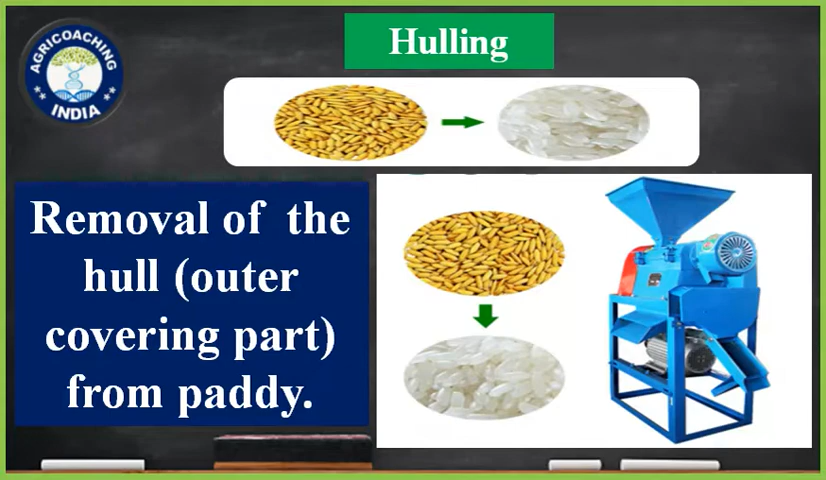 AGRICOACHING
INDIA
Hulling
Removal of the
hull (outer
covering part)
from paddy.